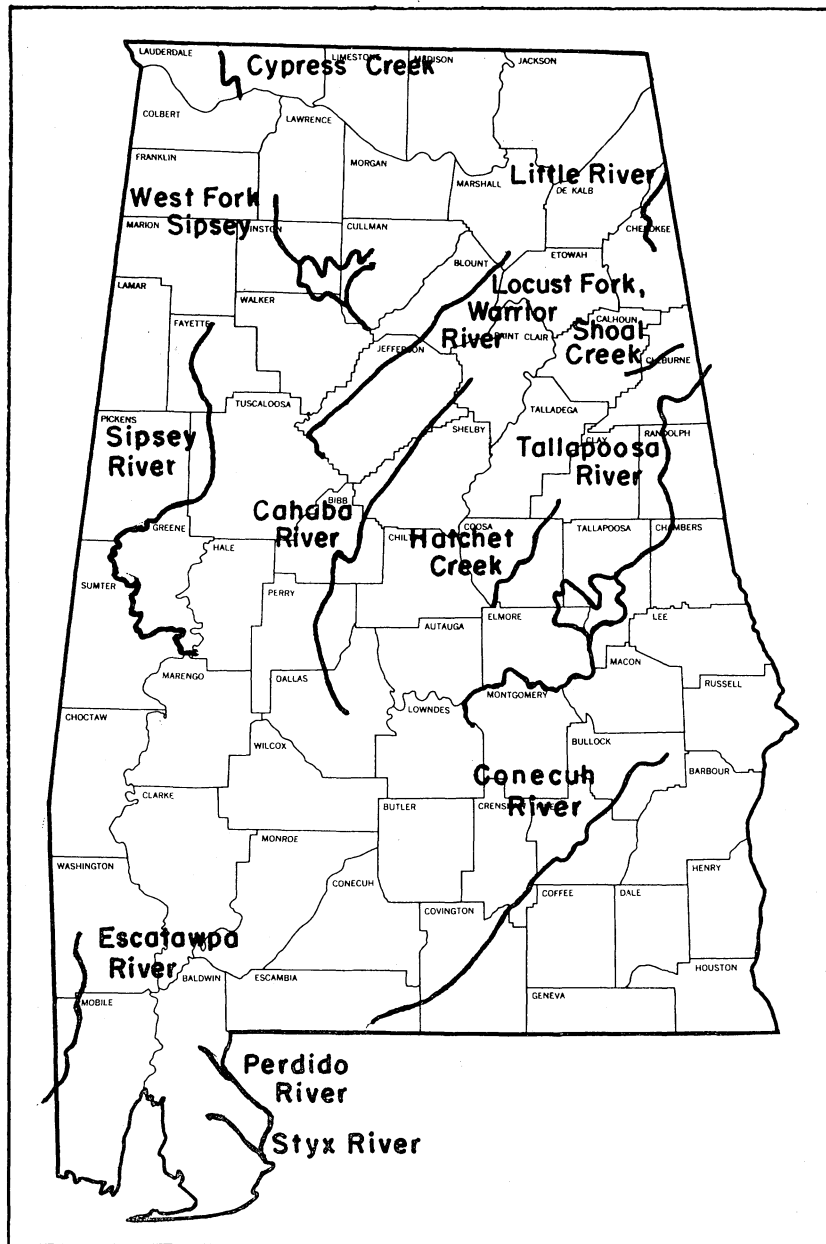 LAUDERDALE
LIMESTONE
MADISON
JACKSON
Cypress Creek
COLBERT
LAWRENCE
FRANKLIN
MORGAN
MARSHALL
Little River
DE KALB
West Fork
Sipsey
MARION
WINSTON
CULLMAN
CHEROKEE
BLOUNT
ETOWAH
LAMAR
WALKER
Locust Fork,
Warrior
River
FAYETTE
JEFFERSON
SAINT CLAIR
CALHOUN
Shoal
Creek
CLEBURNE
TUSCALOOSA
PICKENS
TALLADEGA
SHELBY
CLAY
RANDOLPH
Sipsey
River
Tallapoosa
River
BIBB
Cahaba
River
GREENE
HALE
CHIL
COOSA
Hatchet
Creek
TALLAPOOSA
CHAMBERS
SUMTER
PERRY
AUTAUGA
ELMORE
LEE
MARENGO
DALLAS
MACON
RUSSELL
CHOCTAW
LOWNDES
MONTGOMERY
WILCOX
BULLOCK
BARBOUR
Conecuh
River
CLARKE
BUTLER
CRENSHAW
MONROE
WASHINGTON
CONECUH
HENRY
COFFEE
DALE
COVINGTON
Escatawpa
River
BALDWIN
ESCAMBIA
HOUSTON
MOBILE
GENEVA
Perdido
River
Styx River